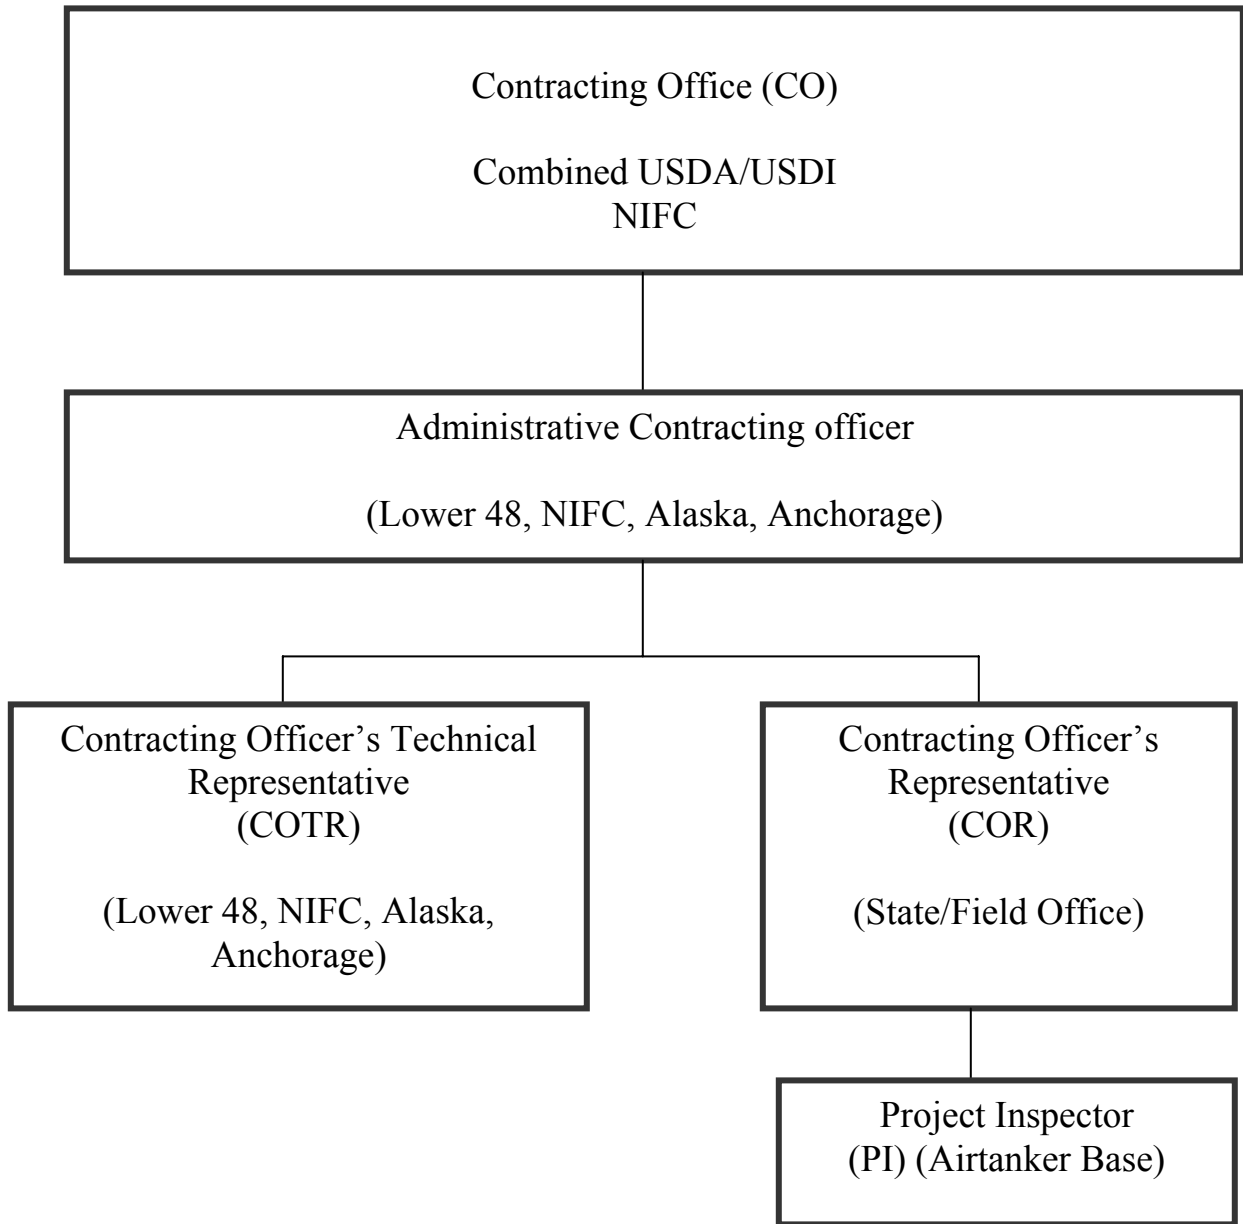 Contracting Office (CO)
Combined USDA/USDI
NIFC
Administrative Contracting officer
(Lower 48, NIFC, Alaska, Anchorage)
Contracting Officer’s Technical
Representative
(COTR)
(Lower 48, NIFC, Alaska,
Anchorage)
Contracting Officer’s
Representative
(COR)
(State/Field Office)
Project Inspector
(PI) (Airtanker Base)